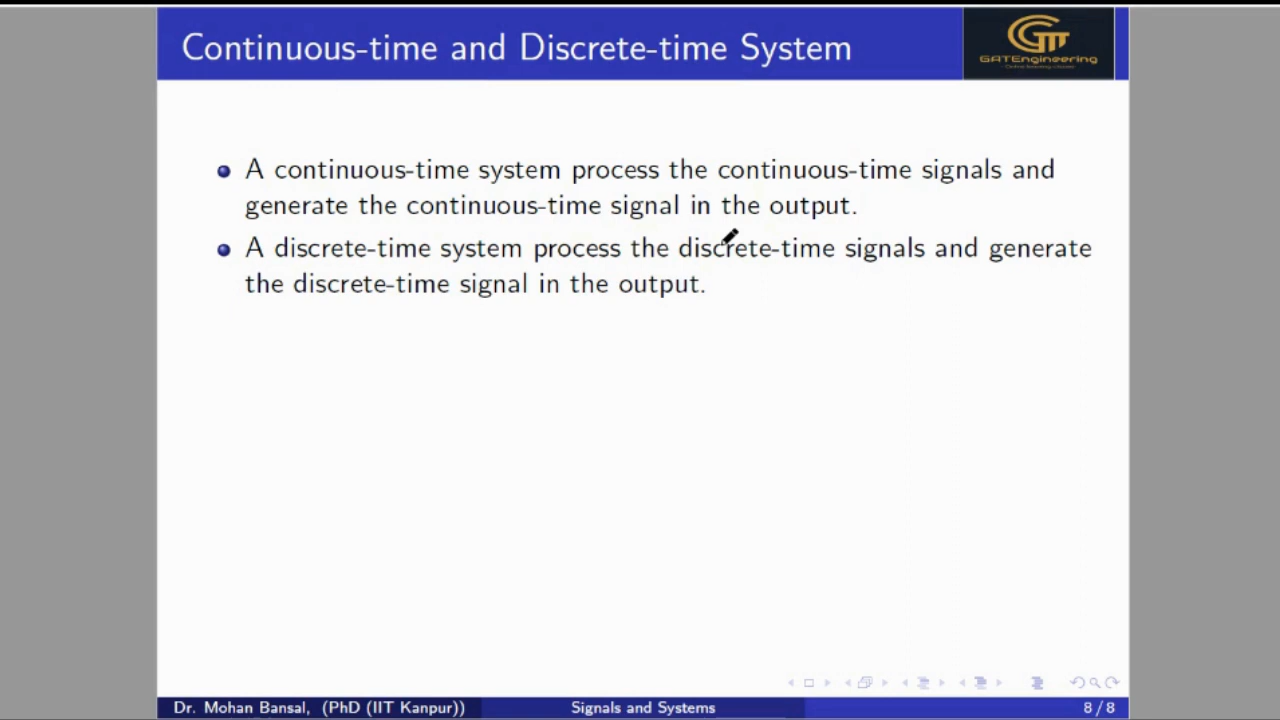 Continuous-time and Discrete-time System
GATEngineering
A continuous-time system process the continuous-time signals and
generate the continuous-time signal in the output.
A discrete-time system process the discrete-time signals and generate
the discrete-time signal in the output.
Dr. Mohan Bansal, (PhD (IIT Kanpur)) Signals and Systems 8 / 8